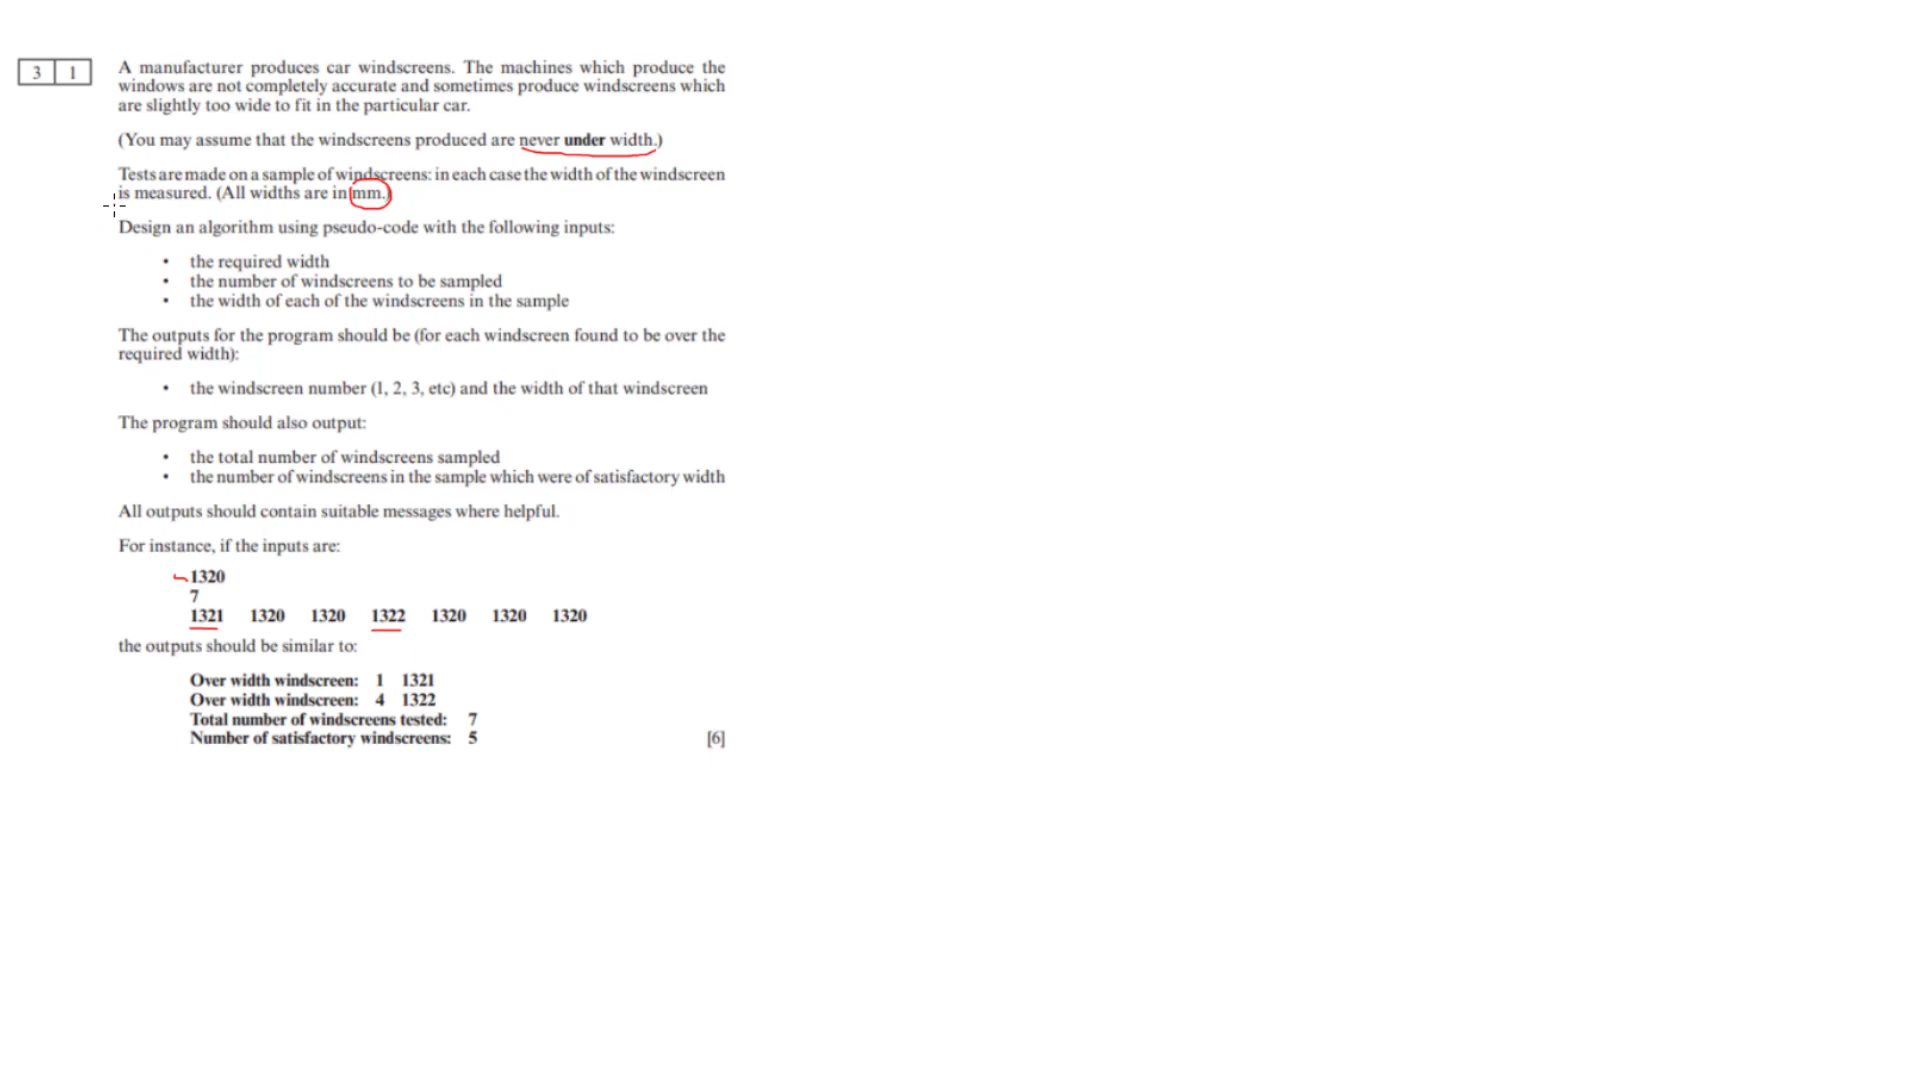 3 1 A manufacturer produces car windscreens. The machines which produce the
windows are not completely accurate and sometimes produce windscreens which
are slightly too wide to fit in the particular car.
(You may assume that the windscreens produced are never under width.)
Tests are made on a sample of windscreens: in each case the width of the windscreen
is measured. (All widths are in mm.)
Design an algorithm using pseudo-code with the following inputs:
• the required width
• the number of windscreens to be sampled
• the width of each of the windscreens in the sample
The outputs for the program should be (for each windscreen found to be over the
required width):
• the windscreen number (1, 2, 3, etc) and the width of that windscreen
The program should also output:
• the total number of windscreens sampled
• the number of windscreens in the sample which were of satisfactory width
All outputs should contain suitable messages where helpful.
For instance, if the inputs are:
1320
7
1321 1320 1320 1322 1320 1320 1320
the outputs should be similar to:
Over width windscreen: 1 1321
Over width windscreen: 4 1322
Total number of windscreens tested: 7
Number of satisfactory windscreens: 5 [6]